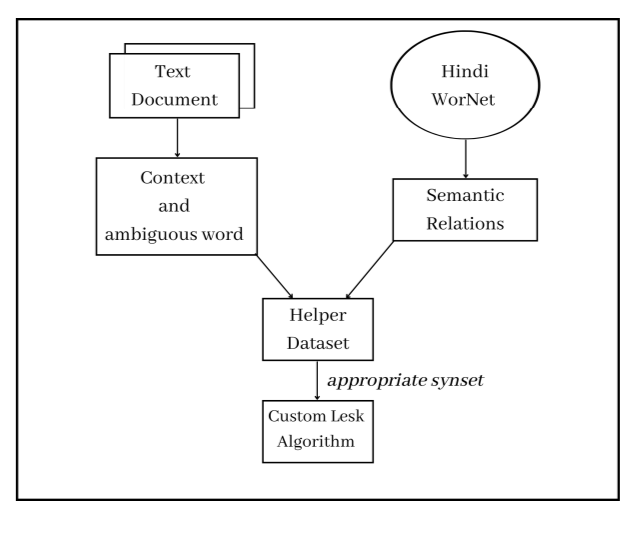 Text
Document
Hindi
WorNet
Context
and
ambiguous word
Semantic
Relations
Helper
Dataset
appropriate synset
Custom Lesk
Algorithm